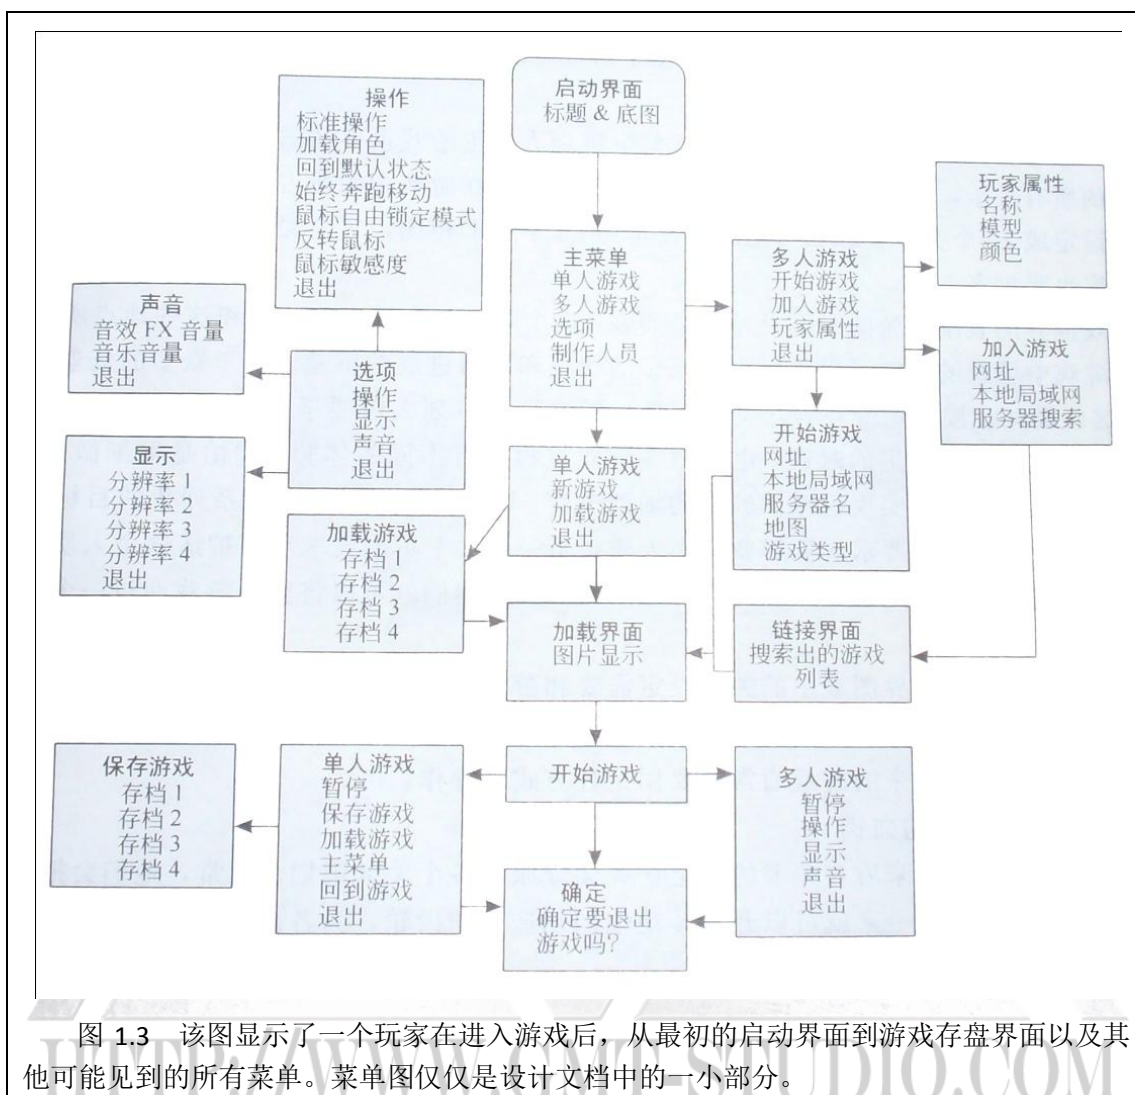 启动界面
标题 & 底图
操作
标准操作
加载角色
回到默认状态
始终奔跑移动
鼠标自由锁定模式
反转鼠标
鼠标敏感度
退出
玩家属性
名称
模型
颜色
主菜单
单人游戏
多人游戏
选项
制作人员
退出
多人游戏
开始游戏
加入游戏
玩家属性
退出
声音
音效 FX 音量
音乐音量
退出
加入游戏
网址
本地局域网
服务器搜索
选项
操作
显示
声音
退出
开始游戏
网址
本地局域网
服务器名
地图
游戏类型
显示
分辨率 1
分辨率 2
分辨率 3
分辨率 4
退出
单人游戏
新游戏
加载游戏
退出
加载游戏
存档 1
存档 2
存档 3
存档 4
加载界面
图片显示
链接界面
搜索出的游戏
列表
保存游戏
存档 1
存档 2
存档 3
存档 4
单人游戏
暂停
保存游戏
加载游戏
主菜单
回到游戏
退出
开始游戏
多人游戏
暂停
操作
显示
声音
退出
确定
确定要退出
游戏吗?
图 1.3 该图显示了一个玩家在进入游戏后，从最初的启动界面到游戏存盘界面以及其
他可能见到的所有菜单。菜单图仅仅是设计文档中的一小部分。
HTTP://WWW.GMT-STUDIO.COM